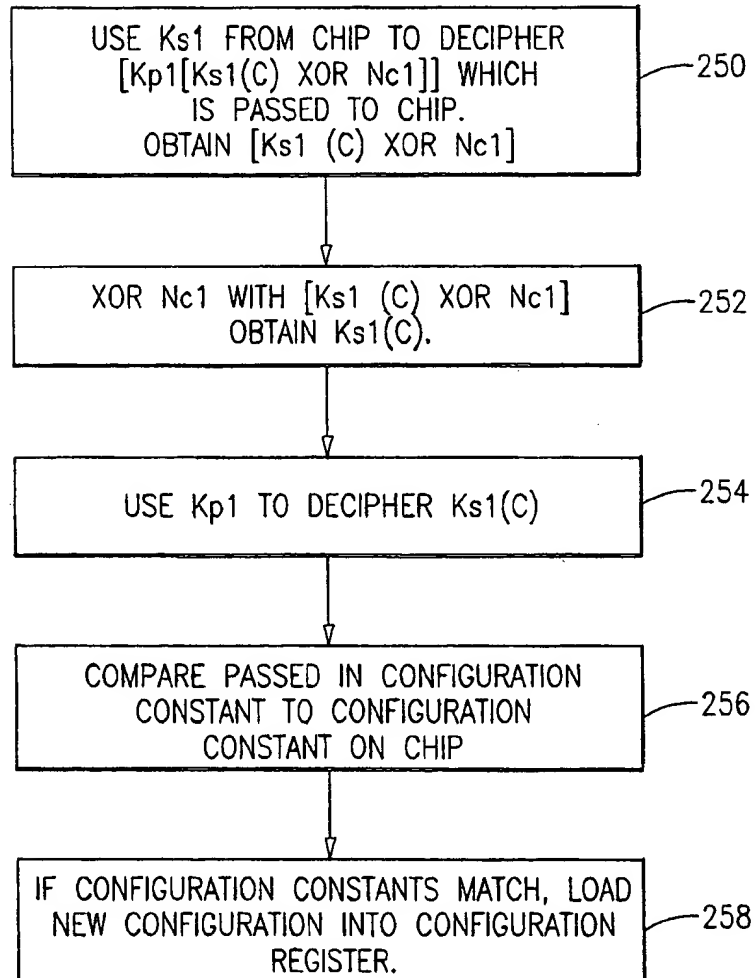 USE Ks1 FROM CHIP TO DECIPHER
[Kp1[Ks1(C) XOR Nc1]] WHICH
IS PASSED TO CHIP.
OBTAIN [Ks1 (C) XOR Nc1]
250
XOR Nc1 WITH [Ks1 (C) XOR Nc1]
OBTAIN Ks1(C).
252
USE Kp1 TO DECIPHER Ks1(C)
254
COMPARE PASSED IN CONFIGURATION
CONSTANT TO CONFIGURATION
CONSTANT ON CHIP
256
IF CONFIGURATION CONSTANTS MATCH, LOAD
NEW CONFIGURATION INTO CONFIGURATION
REGISTER.
258